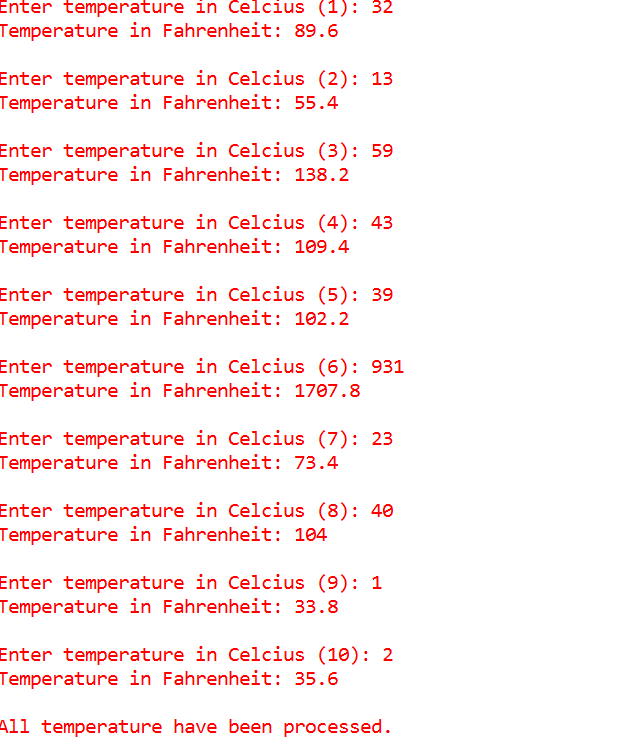 Enter temperature in Celcius (1): 32
Temperature in Fahrenheit: 89.6
Enter temperature in Celcius (2): 13
Temperature in Fahrenheit: 55.4
Enter temperature in Celcius (3): 59
Temperature in Fahrenheit: 138.2
Enter temperature in Celcius (4): 43
Temperature in Fahrenheit: 109.4
Enter temperature in Celcius (5): 39
Temperature in Fahrenheit: 102.2
Enter temperature in Celcius (6): 931
Temperature in Fahrenheit: 1707.8
Enter temperature in Celcius (7): 23
Temperature in Fahrenheit: 73.4
Enter temperature in Celcius (8): 40
Temperature in Fahrenheit: 104
Enter temperature in Celcius (9): 1
Temperature in Fahrenheit: 33.8
Enter temperature in Celcius (10): 2
Temperature in Fahrenheit: 35.6
All temperature have been processed.